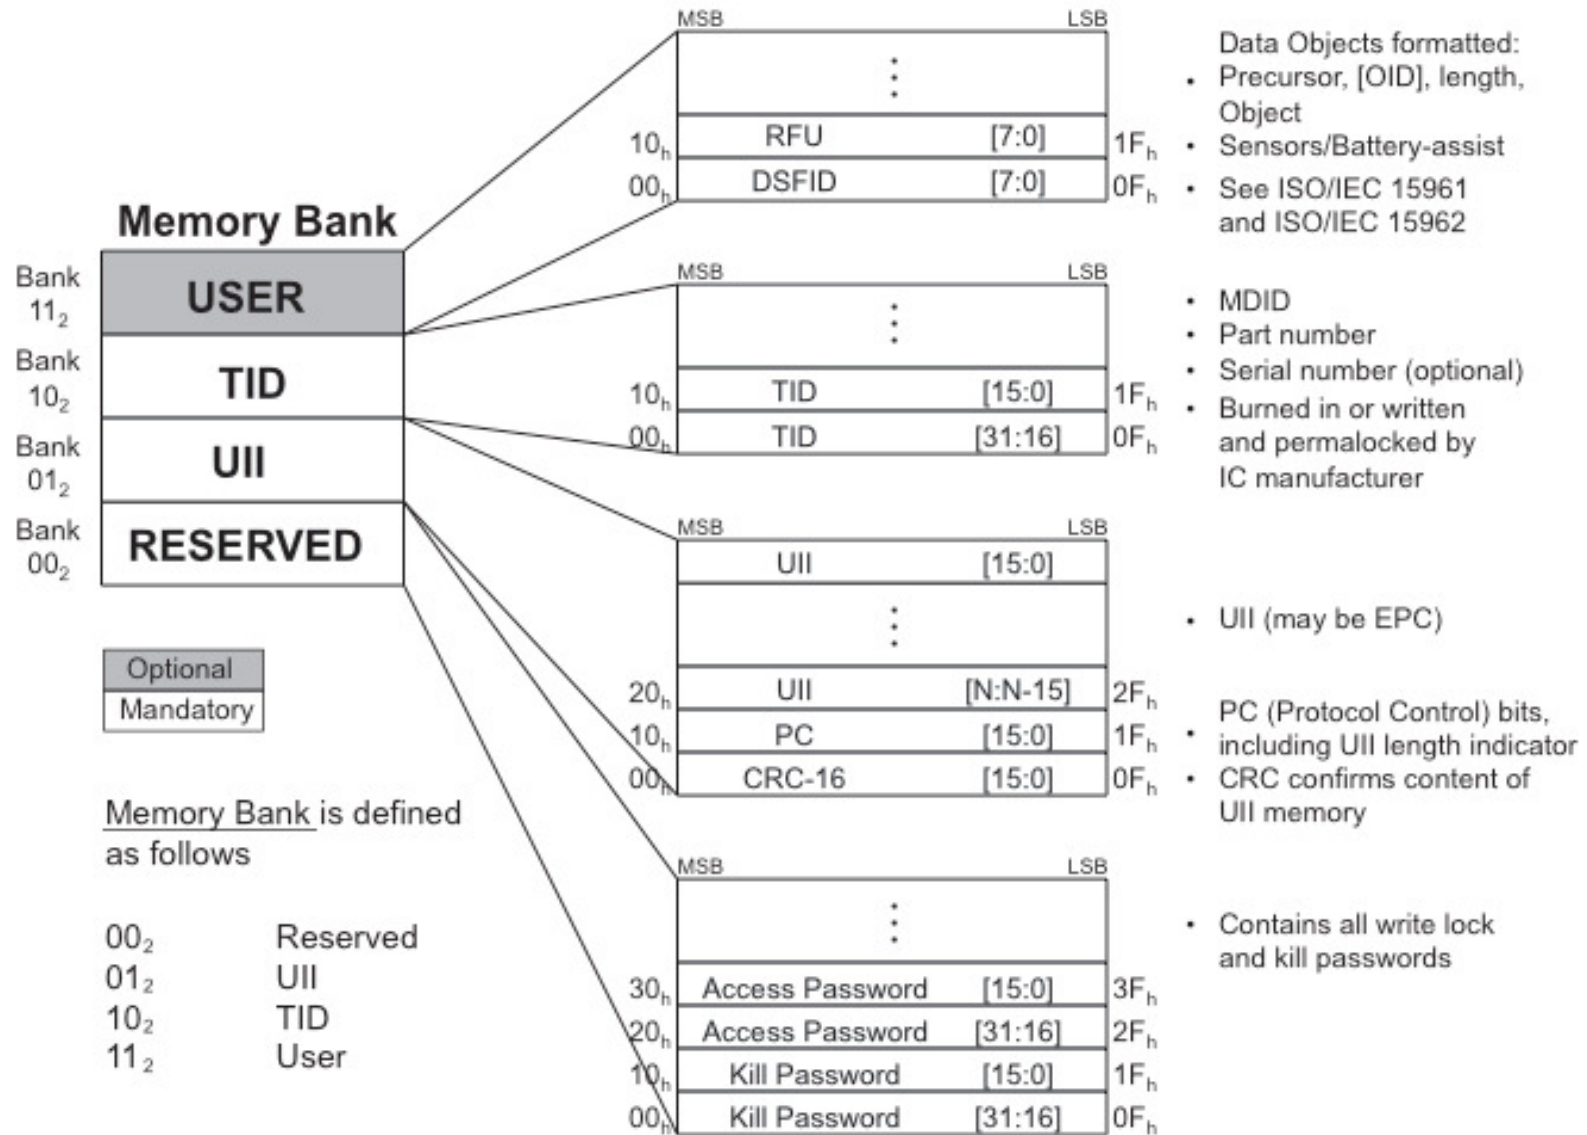 MSB LSB
⋮
10h RFU [7:0] 1Fh
00h DSFID [7:0] 0Fh
Data Objects formatted:
• Precursor, [OID], length,
Object
• Sensors/Battery-assist
• See ISO/IEC 15961
and ISO/IEC 15962
Memory Bank
Bank
11₂
USER
Bank
10₂
TID
Bank
01₂
UII
Bank
00₂
RESERVED
MSB LSB
⋮
10h TID [15:0] 1Fh
00h TID [31:16] 0Fh
• MDID
• Part number
• Serial number (optional)
• Burned in or written
and permalocked by
IC manufacturer
MSB LSB
UII [15:0]
⋮
20h UII [N:N-15] 2Fh
10h PC [15:0] 1Fh
00h CRC-16 [15:0] 0Fh
• UII (may be EPC)
PC (Protocol Control) bits,
• including UII length indicator
• CRC confirms content of
UII memory
Optional
Mandatory
Memory Bank is defined
as follows
00₂ Reserved
01₂ UII
10₂ TID
11₂ User
MSB LSB
⋮
30h Access Password [15:0] 3Fh
20h Access Password [31:16] 2Fh
10h Kill Password [15:0] 1Fh
00h Kill Password [31:16] 0Fh
• Contains all write lock
and kill passwords